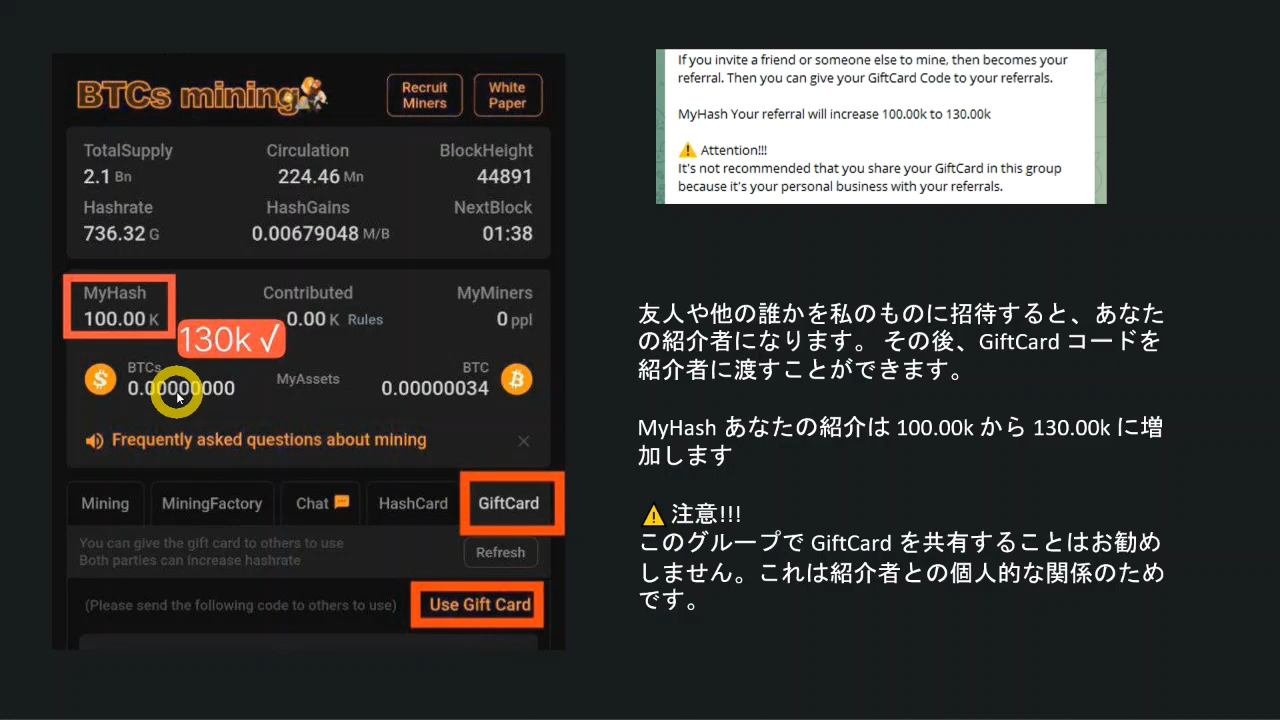 BTCs mining
Recruit Miners
White Paper
TotalSupply Circulation BlockHeight
2.1 Bn 224.46 Mn 44891
Hashrate HashGains NextBlock
736.32 G 0.00679048 M/B 01:38
MyHash Contributed MyMiners
100.00 K 0.00 K Rules 0 ppl
130k✓
BTCs MyAssets BTC
0.00000000 0.00000034
Frequently asked questions about mining
Mining MiningFactory Chat HashCard GiftCard
You can give the gift card to others to use
Both parties can increase hashrate
Refresh
(Please send the following code to others to use) Use Gift Card
If you invite a friend or someone else to mine, then becomes your
referral. Then you can give your GiftCard Code to your referrals.
MyHash Your referral will increase 100.00k to 130.00k
⚠️ Attention!!!
It's not recommended that you share your GiftCard in this group
because it's your personal business with your referrals.
友人や他の誰かを私のものに招待すると、あなた
の紹介者になります。 その後、GiftCard コードを
紹介者に渡すことができます。
MyHash あなたの紹介は 100.00k から 130.00k に増
加します
⚠️ 注意!!!
このグループで GiftCard を共有することはお勧め
しません。これは紹介者との個人的な関係のため
です。